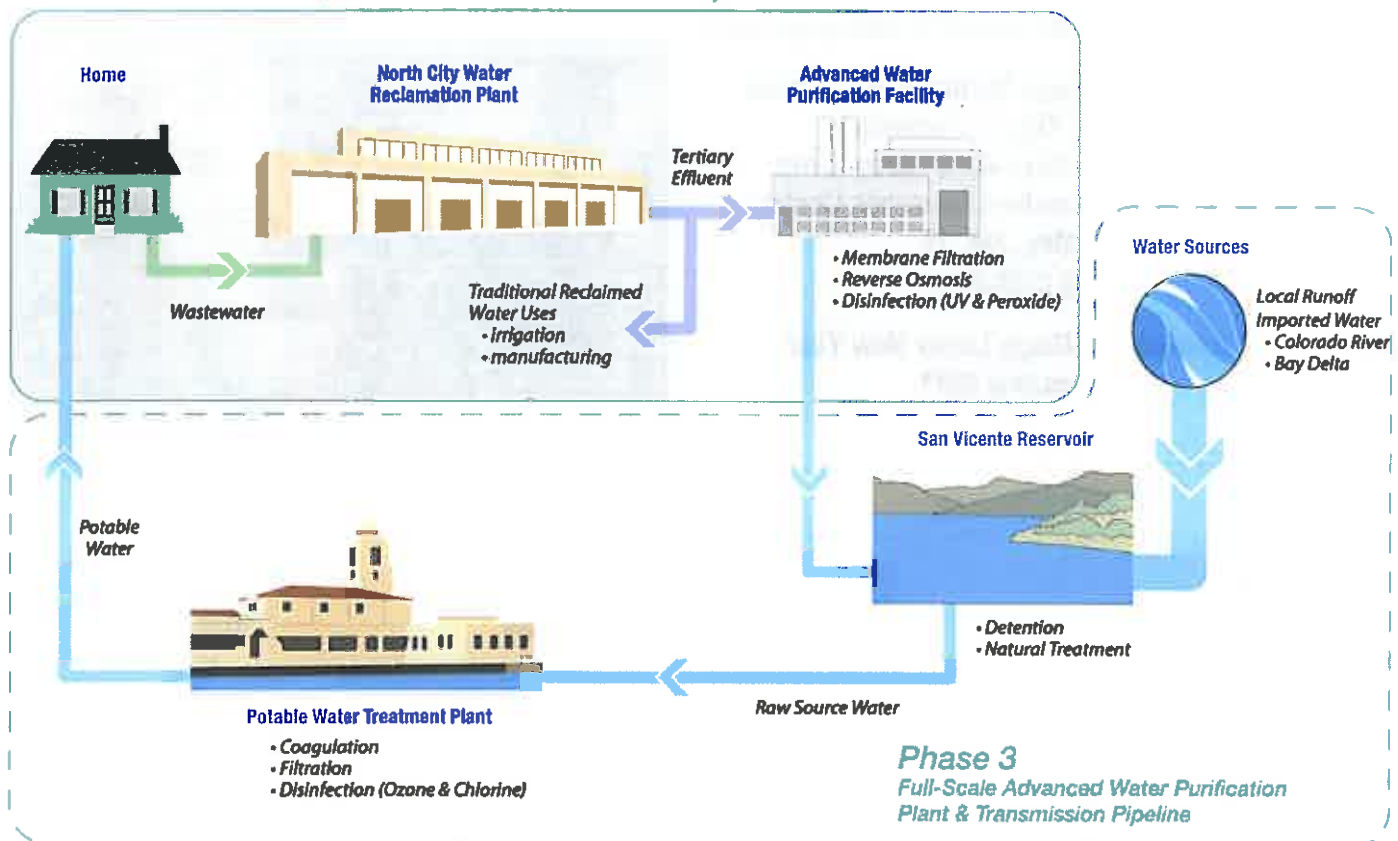 Home
North City Water
Reclamation Plant
Advanced Water
Purification Facility
Tertiary
Effluent
Wastewater
Traditional Reclaimed
Water Uses
• Irrigation
• manufacturing
• Membrane Filtration
• Reverse Osmosis
• Disinfection (UV & Peroxide)
Water Sources
Local Runoff
Imported Water
• Colorado River
• Bay Delta
San Vicente Reservoir
• Detention
• Natural Treatment
Potable
Water
Raw Source Water
Potable Water Treatment Plant
• Coagulation
• Filtration
• Disinfection (Ozone & Chlorine)
Phase 3
Full-Scale Advanced Water Purification
Plant & Transmission Pipeline